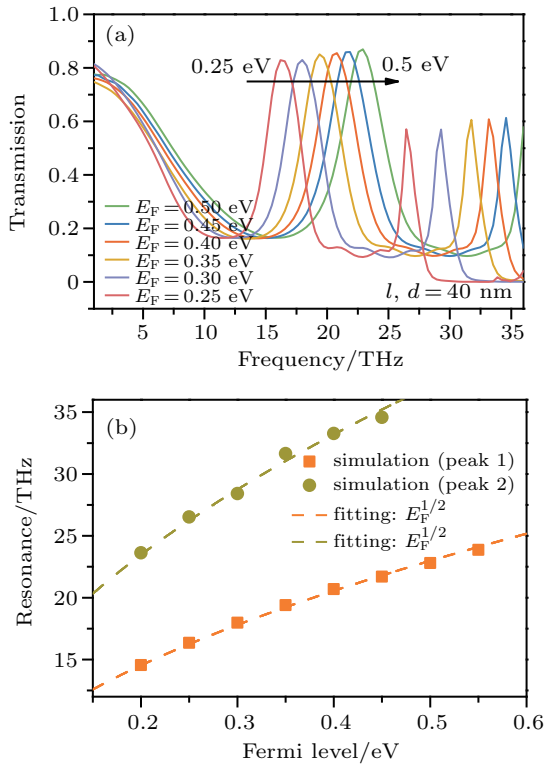 (a)
0.25 eV
0.5 eV
1.0
0.8
0.6
0.4
0.2
0
Transmission
E_F = 0.50 eV
E_F = 0.45 eV
E_F = 0.40 eV
E_F = 0.35 eV
E_F = 0.30 eV
E_F = 0.25 eV
l, d = 40 nm
5 10 15 20 25 30 35
Frequency/THz
(b)
35
30
25
20
15
Resonance/THz
simulation (peak 1)
simulation (peak 2)
fitting: E_F^{1/2}
fitting: E_F^{1/2}
0.2 0.3 0.4 0.5 0.6
Fermi level/eV